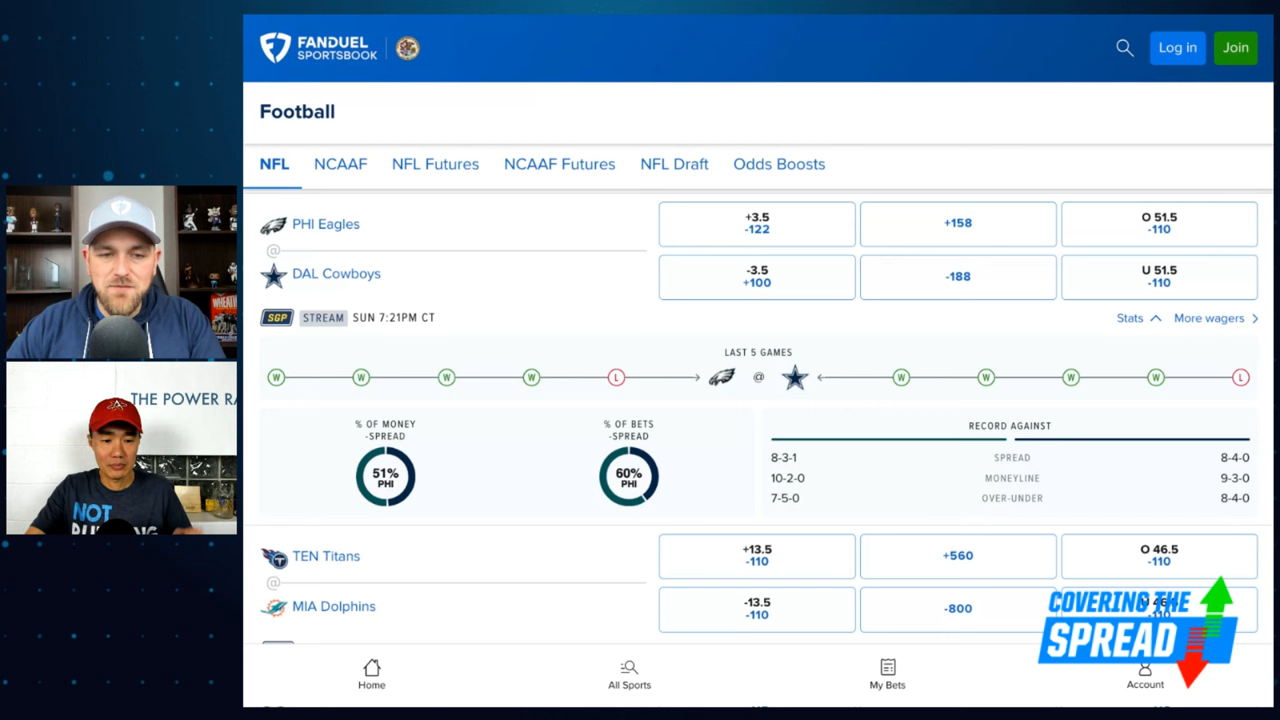 FANDUEL
SPORTSBOOK
Log in
Join
Football
NFL
NCAAF
NFL Futures
NCAAF Futures
NFL Draft
Odds Boosts
PHI Eagles
+3.5
-122
+158
O 51.5
-110
@
DAL Cowboys
-3.5
+100
-188
U 51.5
-110
SGP
STREAM
SUN 7:21PM CT
Stats
More wagers
LAST 5 GAMES
W
W
W
W
L
@
W
W
W
W
L
% OF MONEY
-SPREAD
51%
PHI
% OF BETS
-SPREAD
60%
PHI
RECORD AGAINST
8-3-1 SPREAD 8-4-0
10-2-0 MONEYLINE 9-3-0
7-5-0 OVER-UNDER 8-4-0
TEN Titans
+13.5
-110
+560
O 46.5
-110
@
MIA Dolphins
-13.5
-110
-800
COVERING THE
SPREAD
Home
All Sports
My Bets
Account
THE POWER RA
NOT